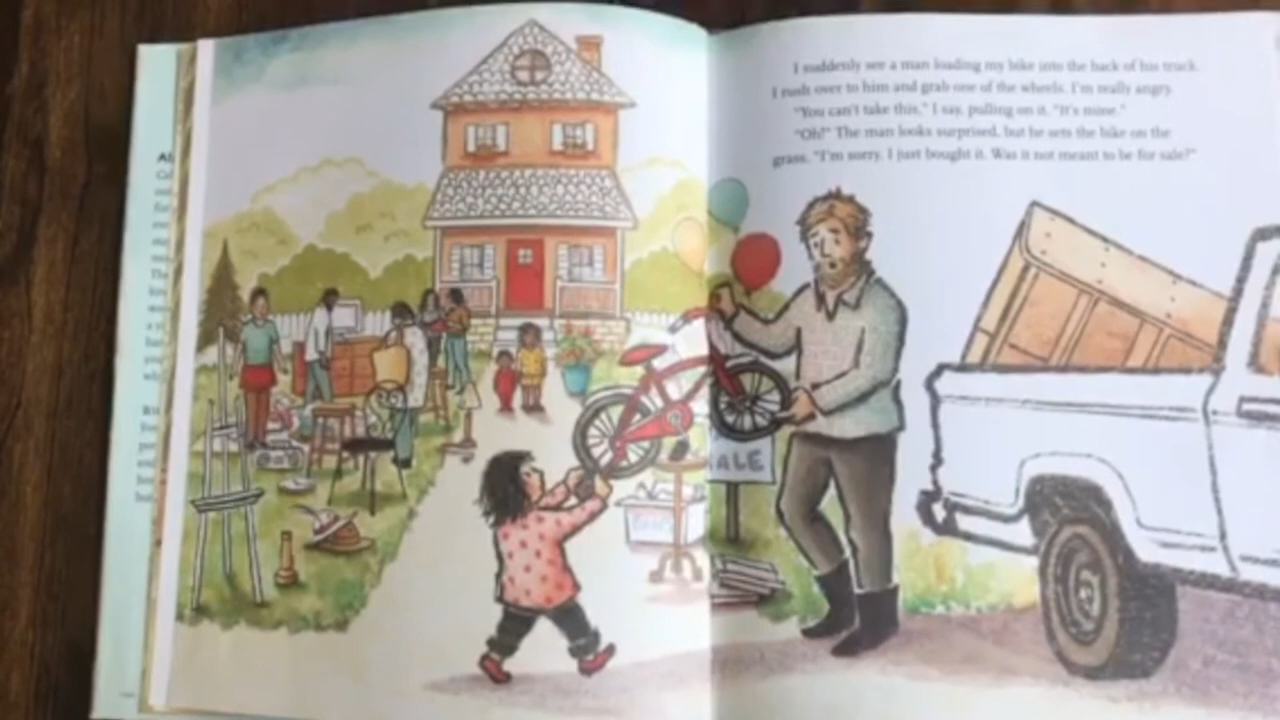 I suddenly see a man loading my bike into the back of his truck.
I rush over to him and grab one of the wheels. I'm really angry.
"You can't take this," I say, pulling on it. "It's mine."
"Oh!" The man looks surprised, but he sets the bike on the
grass. "I'm sorry. I just bought it. Was it not meant to be for sale?"
ALE